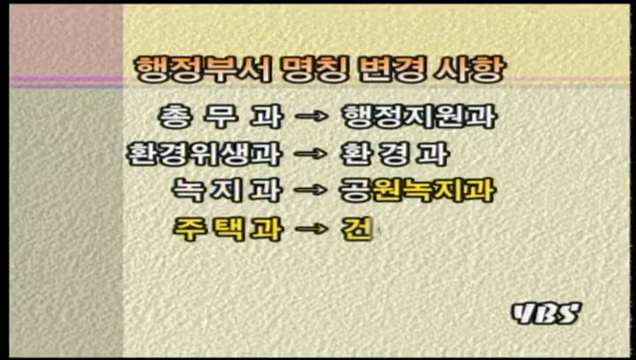 행정부서 명칭 변경 사항
총 무 과 → 행정지원과
환경위생과 → 환 경 과
녹 지 과 → 공원녹지과
주 택 과 → 건
YBS